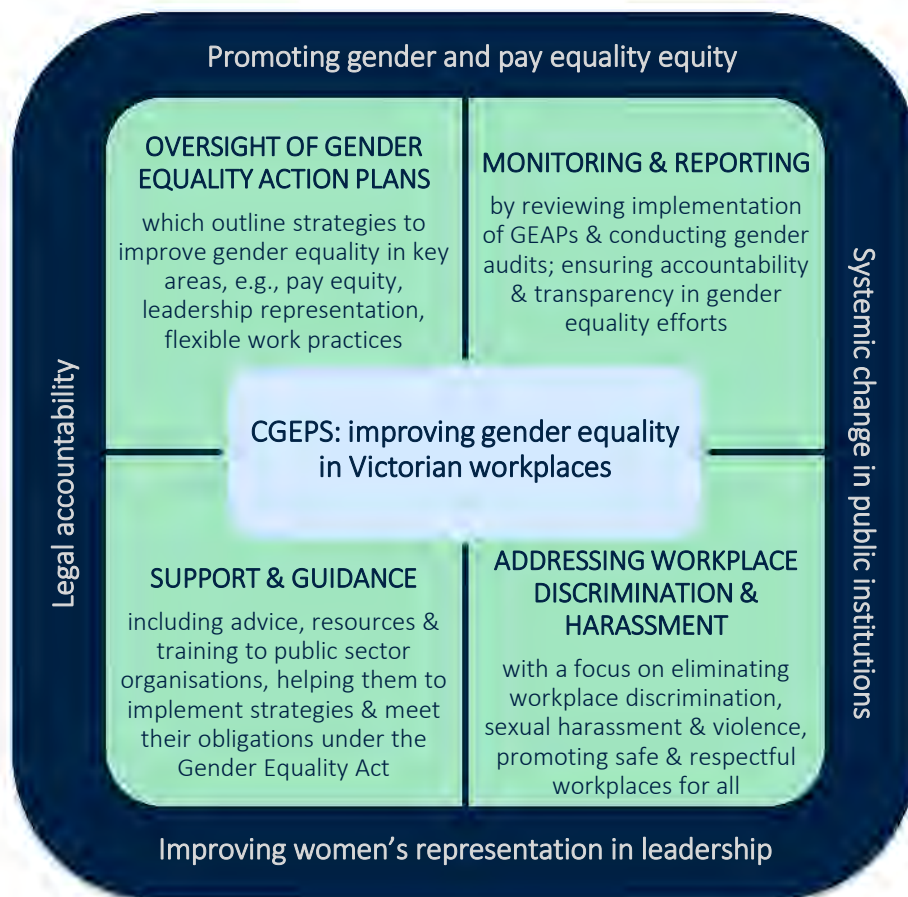 Promoting gender and pay equality equity
OVERSIGHT OF GENDER
EQUALITY ACTION PLANS
which outline strategies to
improve gender equality in key
areas, e.g., pay equity,
leadership representation,
flexible work practices
MONITORING & REPORTING
by reviewing implementation
of GEAPs & conducting gender
audits; ensuring accountability
& transparency in gender
equality efforts
Legal accountability
CGEPS: improving gender equality
in Victorian workplaces
Systemic change in public institutions
SUPPORT & GUIDANCE
including advice, resources &
training to public sector
organisations, helping them to
implement strategies & meet
their obligations under the
Gender Equality Act
ADDRESSING WORKPLACE
DISCRIMINATION &
HARASSMENT
with a focus on eliminating
workplace discrimination,
sexual harassment & violence,
promoting safe & respectful
workplaces for all
Improving women’s representation in leadership